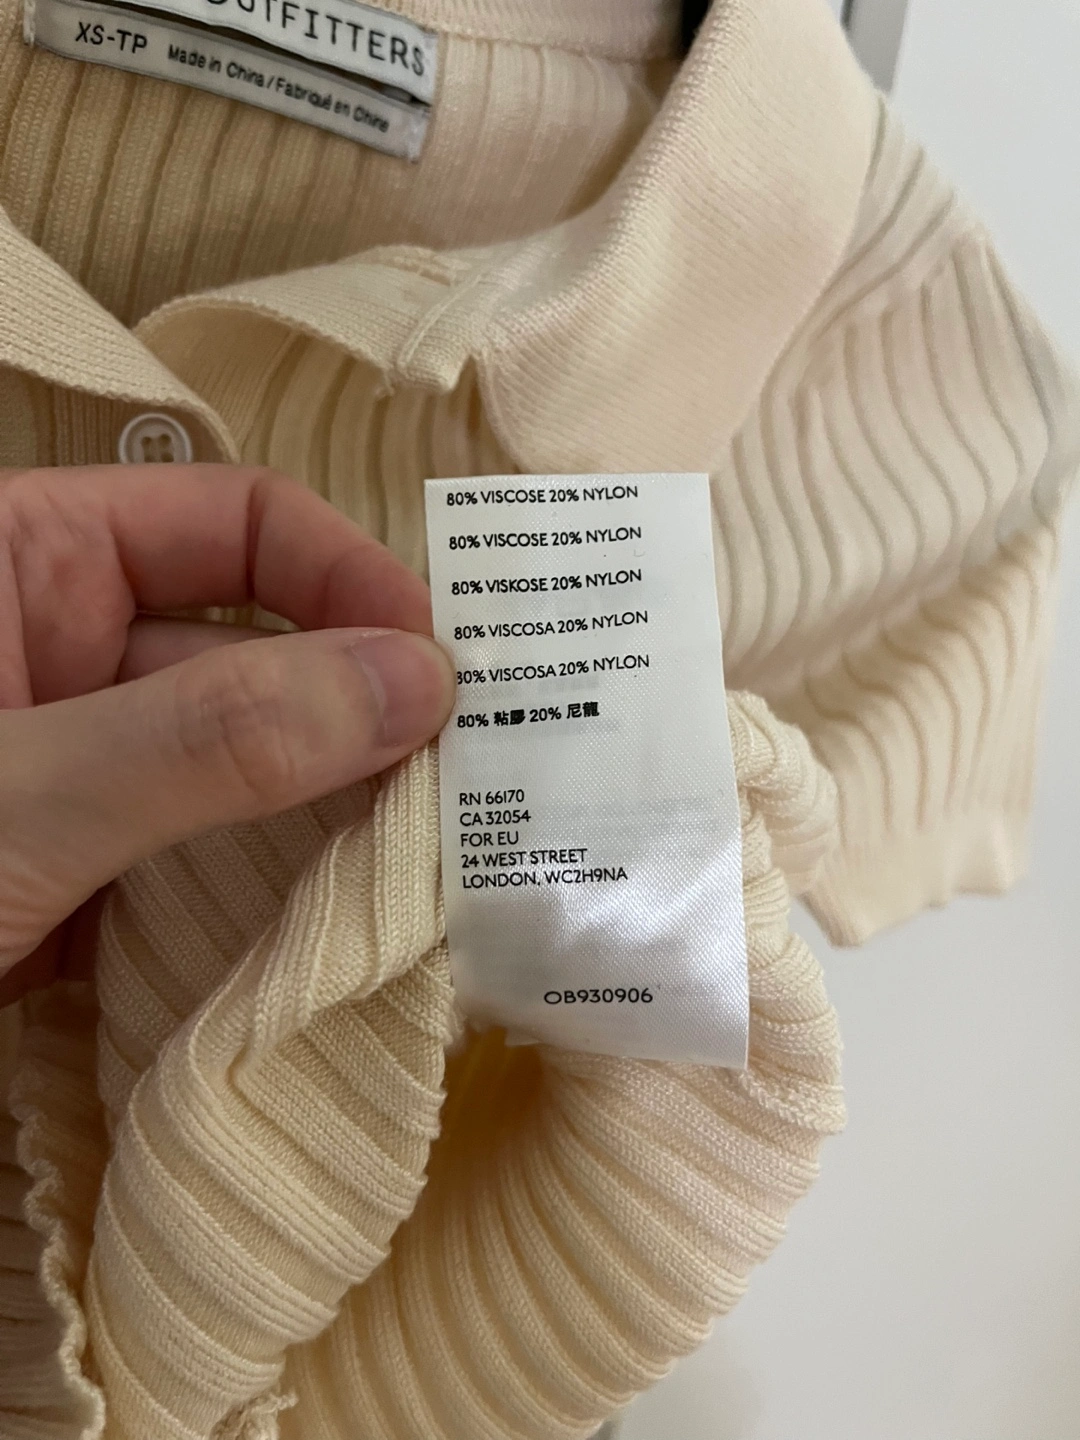 OUTFITTERS
XS-TP
Made in China / Fabriqué en Chine
80% VISCOSE 20% NYLON
80% VISCOSE 20% NYLON
80% VISKOSE 20% NYLON
80% VISCOSA 20% NYLON
80% VISCOSA 20% NYLON
80% 粘膠 20% 尼龍
RN 66170
CA 32054
FOR EU
24 WEST STREET
LONDON, WC2H9NA
OB930906